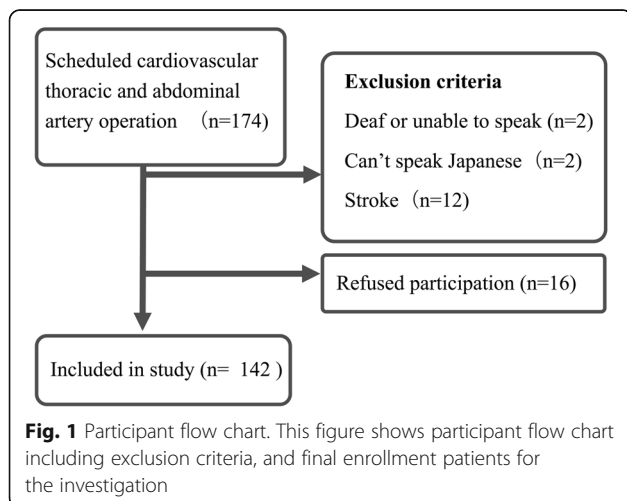 Scheduled cardiovascular
thoracic and abdominal
artery operation （n=174)
Exclusion criteria
Deaf or unable to speak (n=2)
Can’t speak Japanese （n=2)
Stroke （n=12)
Refused participation (n=16)
Included in study (n= 142 )
Fig. 1 Participant flow chart. This figure shows participant flow chart
including exclusion criteria, and final enrollment patients for
the investigation